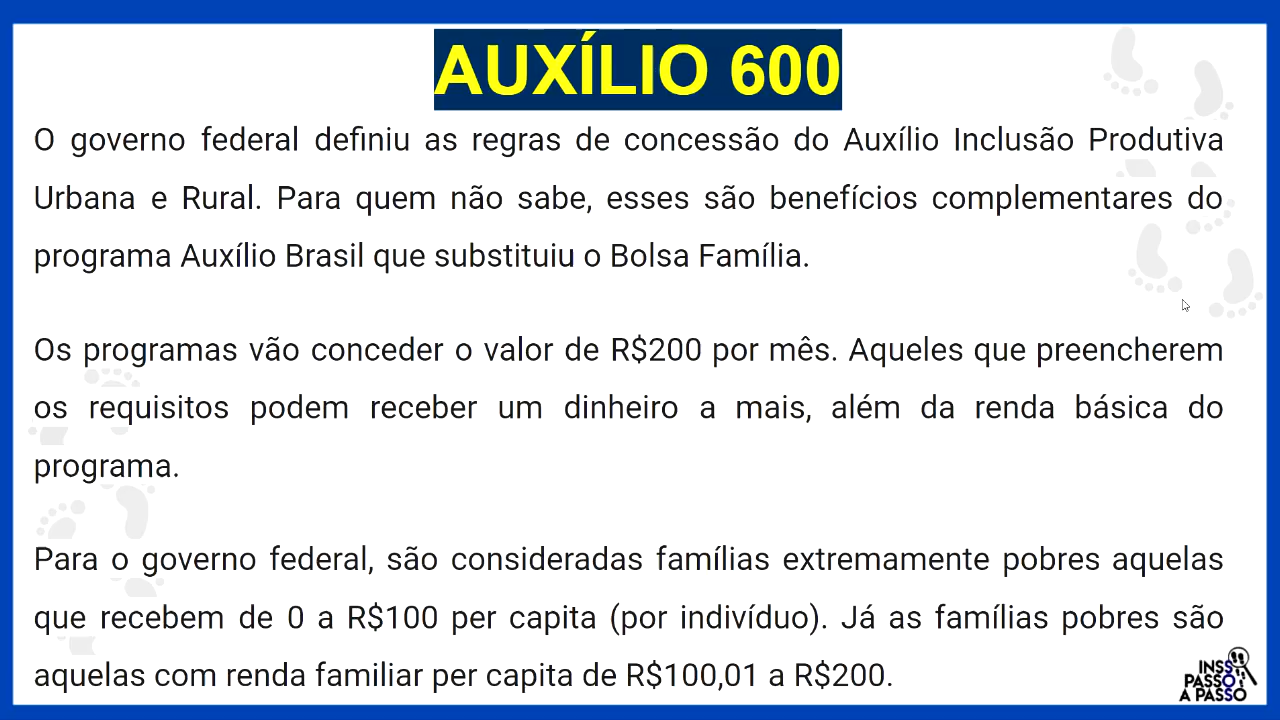 AUXÍLIO 600
O governo federal definiu as regras de concessão do Auxílio Inclusão Produtiva
Urbana e Rural. Para quem não sabe, esses são benefícios complementares do
programa Auxílio Brasil que substituiu o Bolsa Família.
Os programas vão conceder o valor de R$200 por mês. Aqueles que preencherem
os requisitos podem receber um dinheiro a mais, além da renda básica do
programa.
Para o governo federal, são consideradas famílias extremamente pobres aquelas
que recebem de 0 a R$100 per capita (por indivíduo). Já as famílias pobres são
aquelas com renda familiar per capita de R$100,01 a R$200.
INSS
PASSO
A PASSO